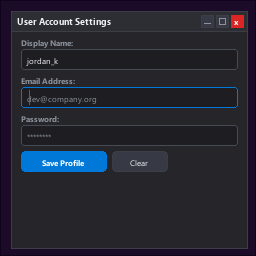 User Account Settings
Display Name:
jordan_k
Email Address:
dev@company.org
Password:
********
Save Profile
Clear